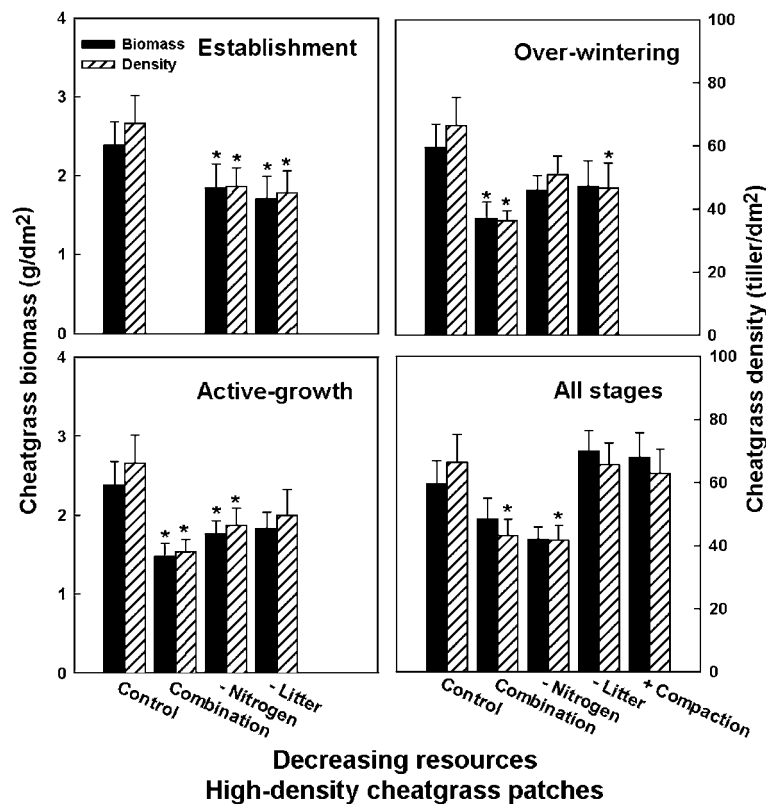 4
3
2
1
0
Biomass
Density
Establishment
* * * *
Over-wintering
* * *
100
80
60
40
20
0
Cheatgrass biomass (g/dm2)
Cheatgrass density (tiller/dm²)
4
3
2
1
0
Active-growth
* * * *
All stages
* *
100
80
60
40
20
0
Control
Combination
- Nitrogen
- Litter
Control
Combination
- Nitrogen
- Litter
+ Compaction
Decreasing resources
High-density cheatgrass patches